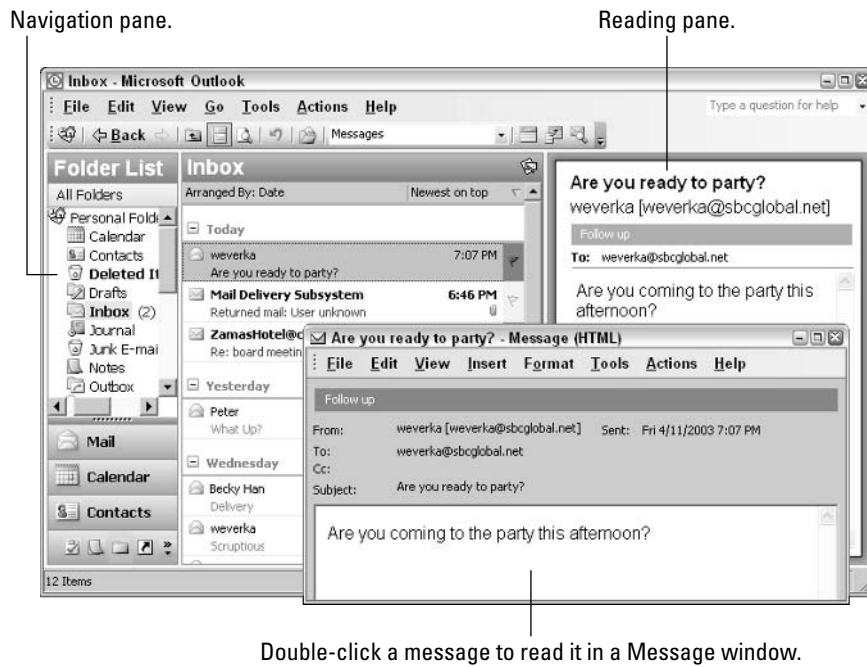 Navigation pane.
Reading pane.
Inbox - Microsoft Outlook
File Edit View Go Tools Actions Help
Type a question for help
Back
Messages
Folder List
All Folders
Personal Folde
Calendar
Contacts
Deleted It
Drafts
Inbox (2)
Journal
Junk E-mai
Notes
Outbox
Mail
Calendar
Contacts
12 Items
Inbox
Arranged By: Date Newest on top
Today
weverka 7:07 PM
Are you ready to party?
Mail Delivery Subsystem 6:46 PM
Returned mail: User unknown
ZamasHotel@c
Re: board meetin
Yesterday
Peter
What Up?
Wednesday
Becky Han
Delivery
weverka
Scruptious
Are you ready to party?
weverka [weverka@sbcglobal.net]
Follow up
To: weverka@sbcglobal.net
Are you coming to the party this
afternoon?
Are you ready to party? - Message (HTML)
File Edit View Insert Format Tools Actions Help
Follow up
From: weverka [weverka@sbcglobal.net] Sent: Fri 4/11/2003 7:07 PM
To: weverka@sbcglobal.net
Cc:
Subject: Are you ready to party?
Are you coming to the party this afternoon?
Double-click a message to read it in a Message window.